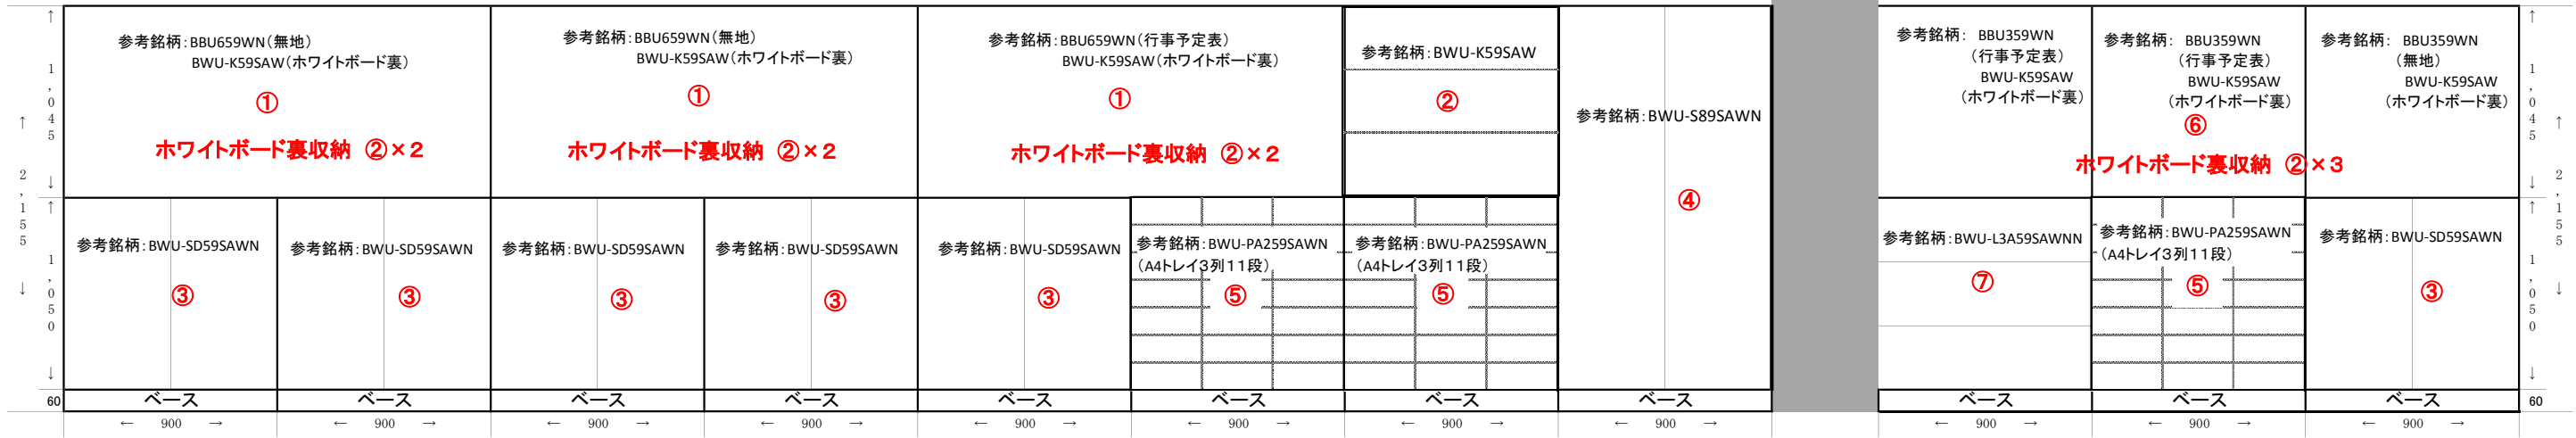 参考銘柄：BBU659WN（無地）
BWU-K59SAW（ホワイトボード裏）
①
ホワイトボード裏収納 ②×２
参考銘柄：BBU659WN（無地）
BWU-K59SAW（ホワイトボード裏）
①
ホワイトボード裏収納 ②×２
参考銘柄：BBU659WN（行事予定表）
BWU-K59SAW（ホワイトボード裏）
①
ホワイトボード裏収納 ②×２
参考銘柄：BWU-K59SAW
②
参考銘柄：BWU-S89SAWN
④
参考銘柄： BBU359WN
（行事予定表）
BWU-K59SAW
（ホワイトボード裏）
参考銘柄： BBU359WN
（行事予定表）
BWU-K59SAW
（ホワイトボード裏）
⑥
参考銘柄： BBU359WN
（無地）
BWU-K59SAW
（ホワイトボード裏）
ホワイトボード裏収納 ②×３
↑ 1,045 ↓
↑ 2,155 ↓
↑ 1,050 ↓
↑ 1,045 ↓
↑ 2,155 ↓
↑ 1,050 ↓
参考銘柄：BWU-SD59SAWN
③
参考銘柄：BWU-SD59SAWN
③
参考銘柄：BWU-SD59SAWN
③
参考銘柄：BWU-SD59SAWN
③
参考銘柄：BWU-SD59SAWN
③
参考銘柄：BWU-PA259SAWN
（A4トレイ３列１１段）
⑤
参考銘柄：BWU-PA259SAWN
（A4トレイ３列１１段）
⑤
参考銘柄：BWU-L3A59SAWNN
⑦
参考銘柄：BWU-PA259SAWN
（A4トレイ３列１１段）
⑤
参考銘柄：BWU-SD59SAWN
③
60 ベース ベース ベース ベース ベース ベース ベース ベース ベース ベース ベース 60
← 900 → ← 900 → ← 900 → ← 900 → ← 900 → ← 900 → ← 900 → ← 900 → ← 900 → ← 900 → ← 900 →